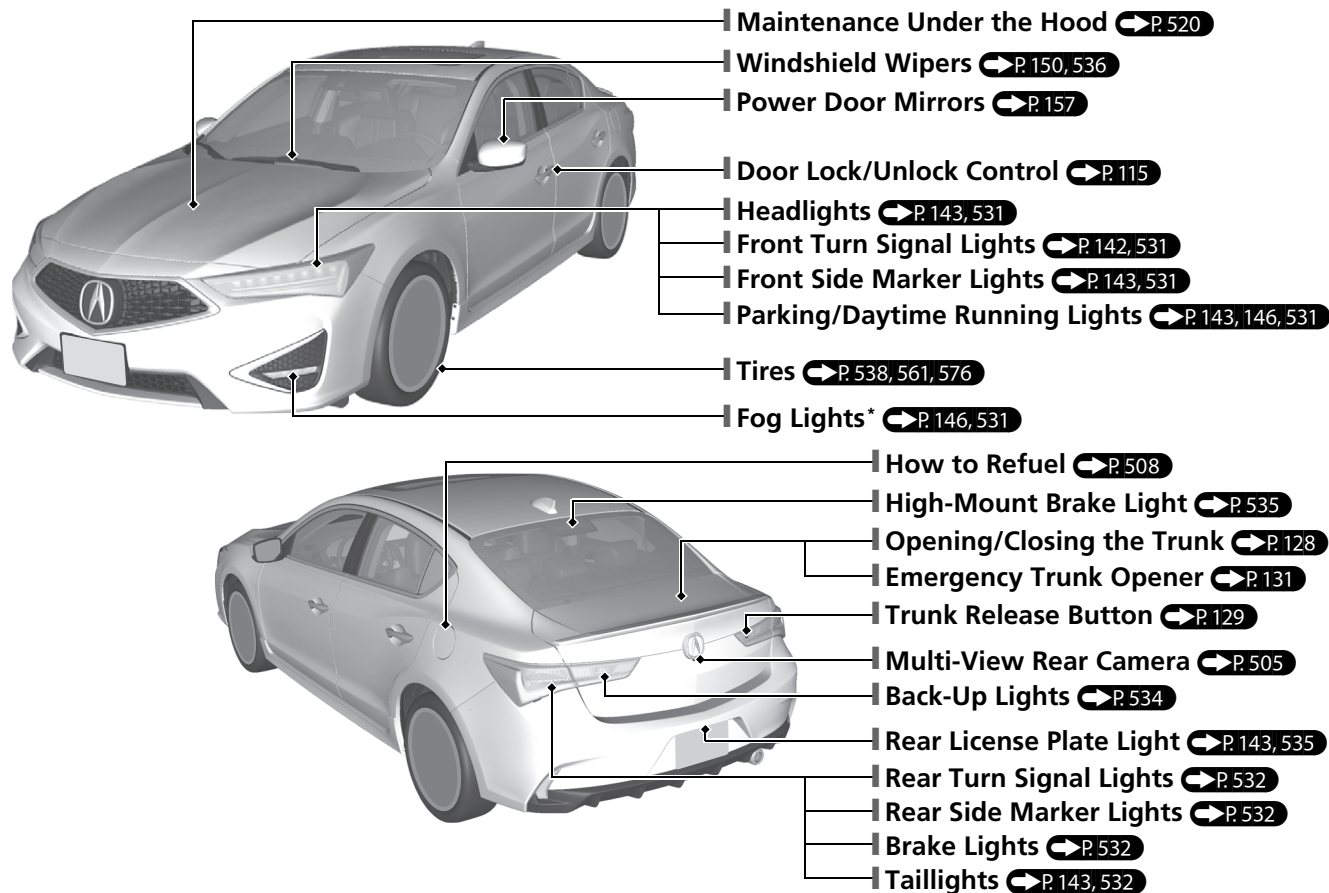 Maintenance Under the Hood P. 520
Windshield Wipers P. 150, 536
Power Door Mirrors P. 157
Door Lock/Unlock Control P. 115
Headlights P. 143, 531
Front Turn Signal Lights P. 142, 531
Front Side Marker Lights P. 143, 531
Parking/Daytime Running Lights P. 143, 146, 531
Tires P. 538, 561, 576
Fog Lights* P. 146, 531
How to Refuel P. 508
High-Mount Brake Light P. 535
Opening/Closing the Trunk P. 128
Emergency Trunk Opener P. 131
Trunk Release Button P. 129
Multi-View Rear Camera P. 505
Back-Up Lights P. 534
Rear License Plate Light P. 143, 535
Rear Turn Signal Lights P. 532
Rear Side Marker Lights P. 532
Brake Lights P. 532
Taillights P. 143, 532